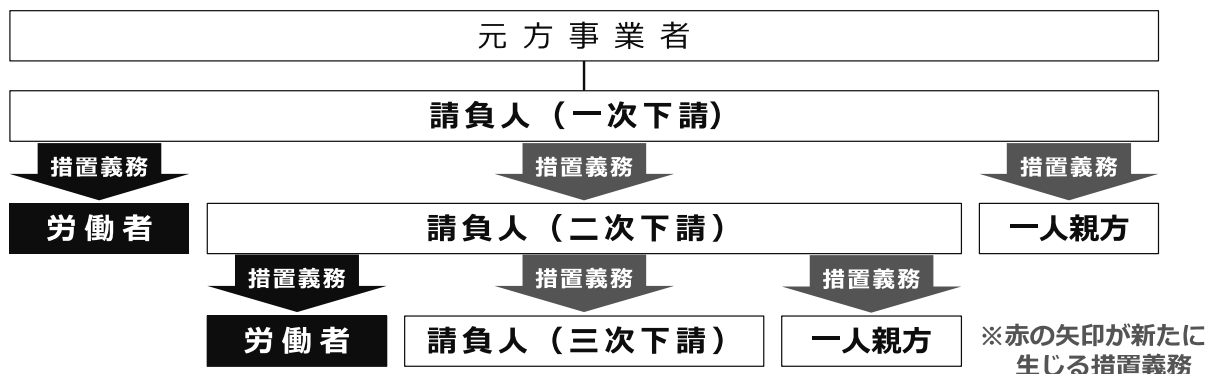 元方事業者
請負人（一次下請）
措置義務 措置義務 措置義務
労働者 請負人（二次下請） 一人親方
措置義務 措置義務 措置義務
労働者 請負人（三次下請） 一人親方
※赤の矢印が新たに
生じる措置義務